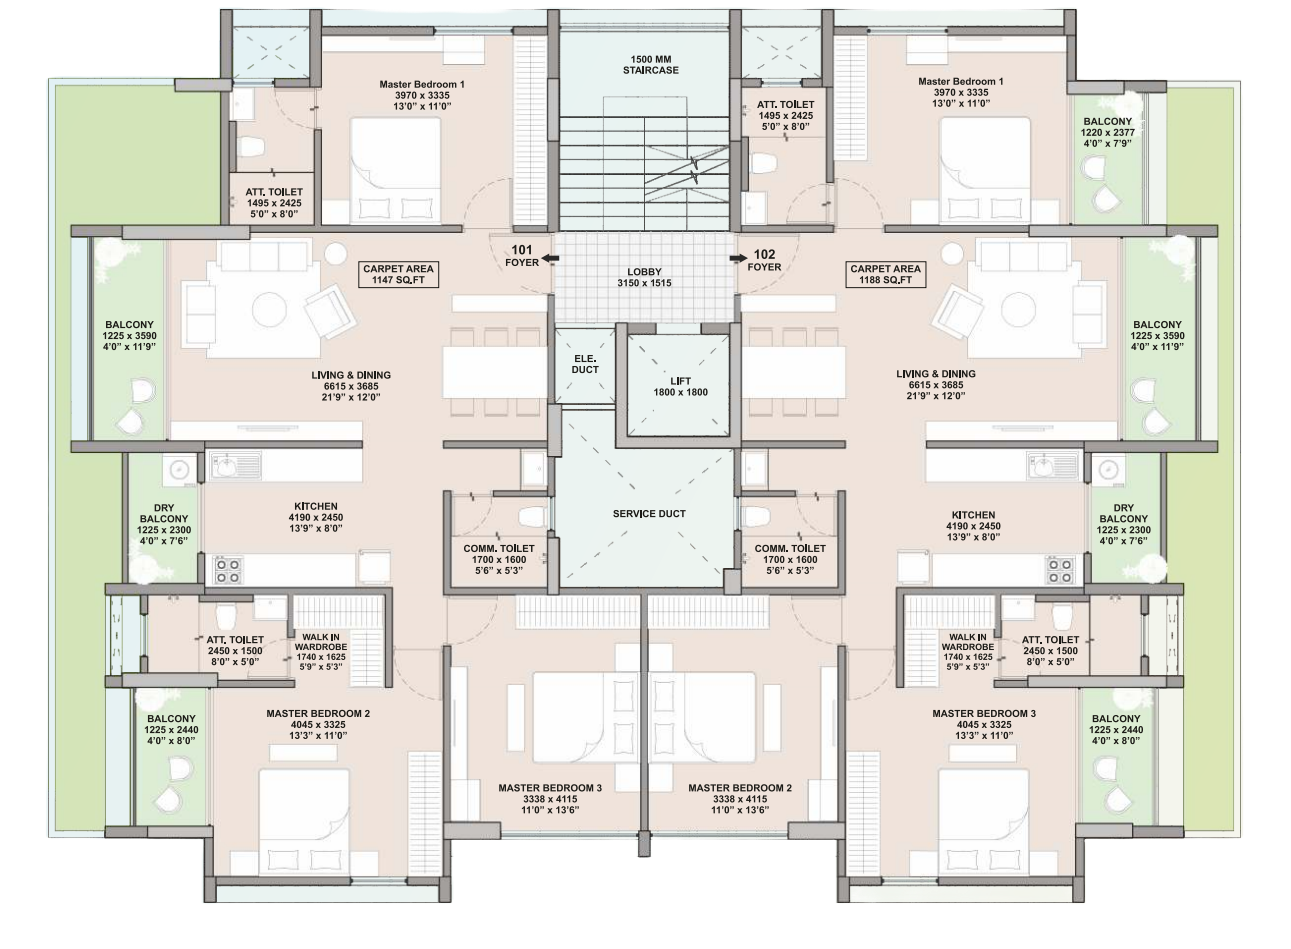 1500 MM
STAIRCASE
Master Bedroom 1
3970 x 3335
13'0" x 11'0"
ATT. TOILET
1495 x 2425
5'0" x 8'0"
Master Bedroom 1
3970 x 3335
13'0" x 11'0"
BALCONY
1220 x 2377
4'0" x 7'9"
ATT. TOILET
1495 x 2425
5'0" x 8'0"
101
FOYER
102
FOYER
LOBBY
3150 x 1515
CARPET AREA
1147 SQ.FT
CARPET AREA
1188 SQ.FT
BALCONY
1225 x 3590
4'0" x 11'9"
LIVING & DINING
6615 x 3685
21'9" x 12'0"
ELE.
DUCT
LIFT
1800 x 1800
LIVING & DINING
6615 x 3685
21'9" x 12'0"
BALCONY
1225 x 3590
4'0" x 11'9"
DRY
BALCONY
1225 x 2300
4'0" x 7'6"
KITCHEN
4190 x 2450
13'9" x 8'0"
SERVICE DUCT
COMM. TOILET
1700 x 1600
5'6" x 5'3"
COMM. TOILET
1700 x 1600
5'6" x 5'3"
KITCHEN
4190 x 2450
13'9" x 8'0"
DRY
BALCONY
1225 x 2300
4'0" x 7'6"
ATT. TOILET
2450 x 1500
8'0" x 5'0"
WALK IN
WARDROBE
1740 x 1625
5'9" x 5'3"
WALK IN
WARDROBE
1740 x 1625
5'9" x 5'3"
ATT. TOILET
2450 x 1500
8'0" x 5'0"
BALCONY
1225 x 2440
4'0" x 8'0"
MASTER BEDROOM 2
4045 x 3325
13'3" x 11'0"
MASTER BEDROOM 3
3338 x 4115
11'0" x 13'6"
MASTER BEDROOM 2
3338 x 4115
11'0" x 13'6"
MASTER BEDROOM 3
4045 x 3325
13'3" x 11'0"
BALCONY
1225 x 2440
4'0" x 8'0"